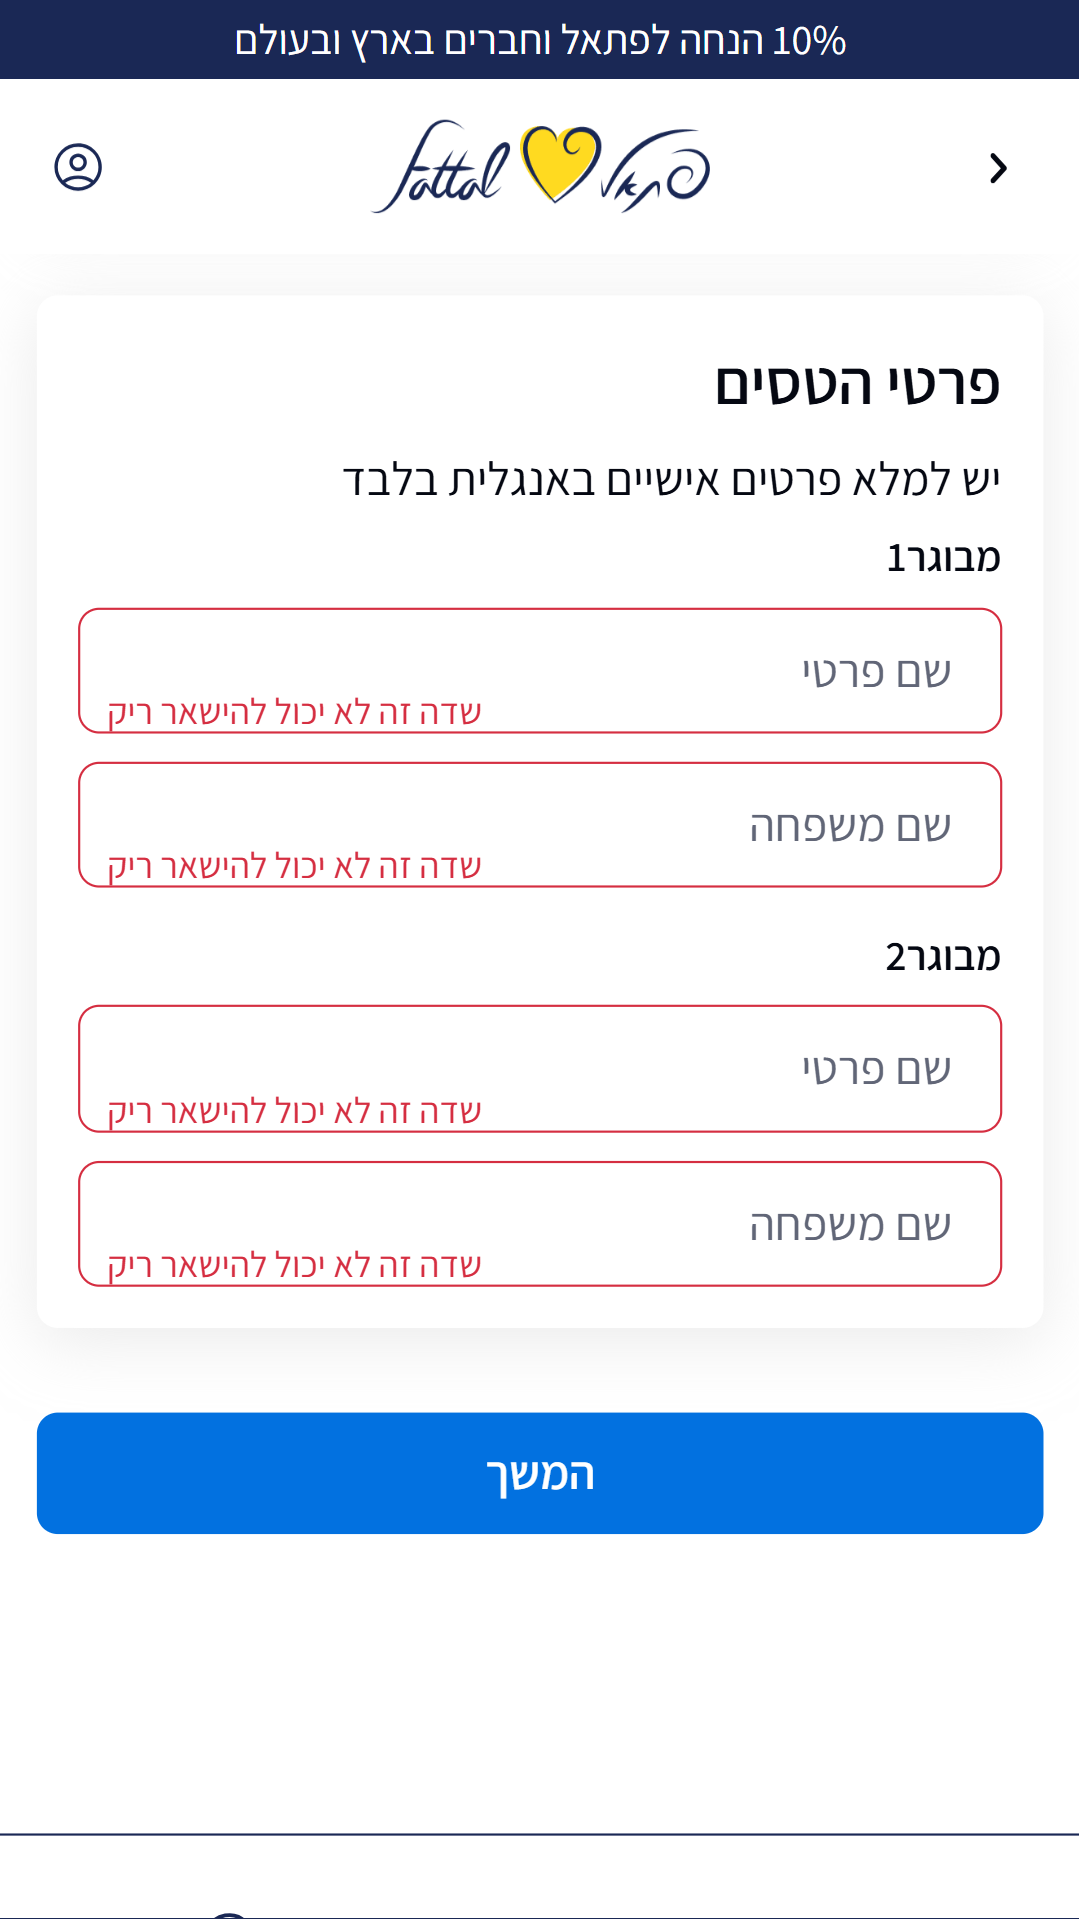 10% הנחה לפתאל וחברים בארץ ובעולם
fattal פתאל
פרטי הטסים
יש למלא פרטים אישיים באנגלית בלבד
מבוגר1
שם פרטי
שדה זה לא יכול להישאר ריק
שם משפחה
שדה זה לא יכול להישאר ריק
מבוגר2
שם פרטי
שדה זה לא יכול להישאר ריק
שם משפחה
שדה זה לא יכול להישאר ריק
המשך